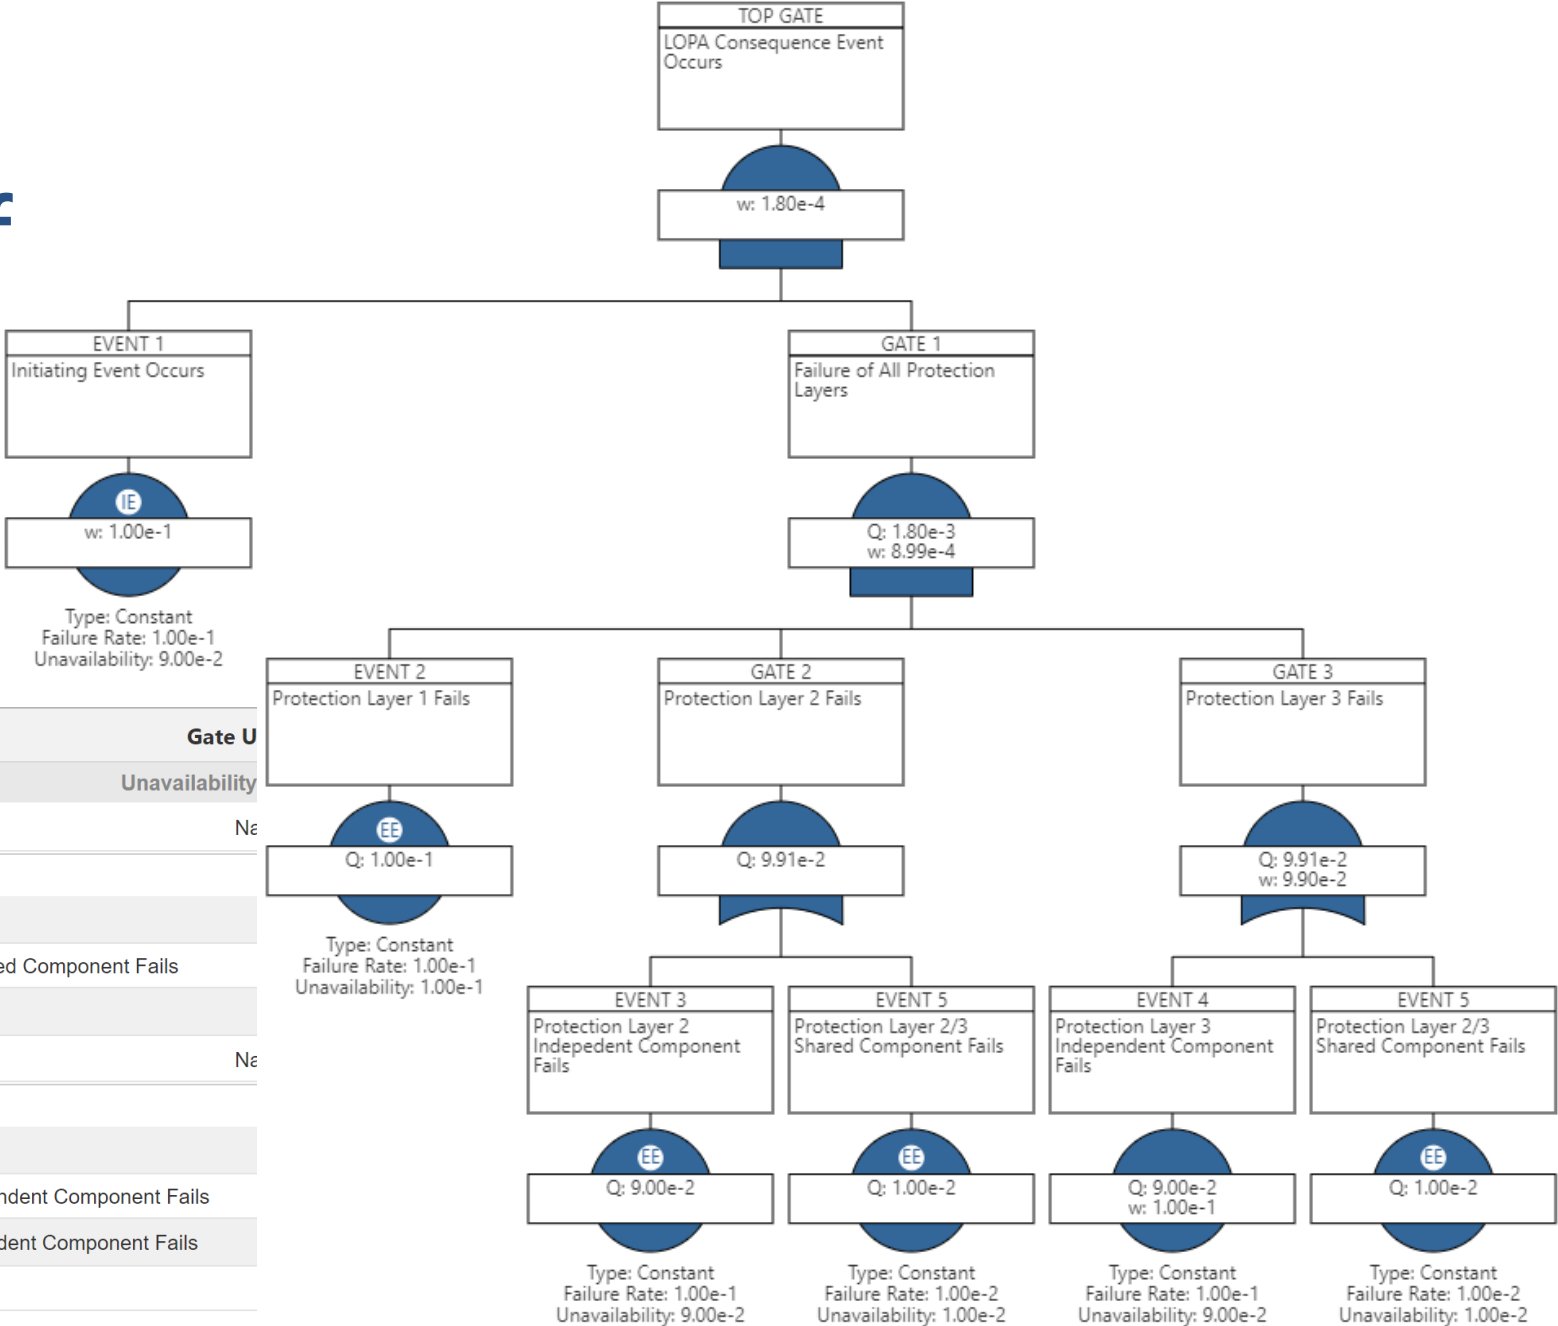 TOP GATE
LOPA Consequence Event
Occurs
w: 1.80e-4
EVENT 1
Initiating Event Occurs
IE
w: 1.00e-1
Type: Constant
Failure Rate: 1.00e-1
Unavailability: 9.00e-2
GATE 1
Failure of All Protection
Layers
Q: 1.80e-3
w: 8.99e-4
EVENT 2
Protection Layer 1 Fails
EE
Q: 1.00e-1
Type: Constant
Failure Rate: 1.00e-1
Unavailability: 1.00e-1
GATE 2
Protection Layer 2 Fails
Q: 9.91e-2
GATE 3
Protection Layer 3 Fails
Q: 9.91e-2
w: 9.90e-2
EVENT 3
Protection Layer 2
Indepedent Component
Fails
EE
Q: 9.00e-2
Type: Constant
Failure Rate: 1.00e-1
Unavailability: 9.00e-2
EVENT 5
Protection Layer 2/3
Shared Component Fails
EE
Q: 1.00e-2
Type: Constant
Failure Rate: 1.00e-2
Unavailability: 1.00e-2
EVENT 4
Protection Layer 3
Independent Component
Fails
Q: 9.00e-2
w: 1.00e-1
Type: Constant
Failure Rate: 1.00e-1
Unavailability: 9.00e-2
EVENT 5
Protection Layer 2/3
Shared Component Fails
EE
Q: 1.00e-2
Type: Constant
Failure Rate: 1.00e-2
Unavailability: 1.00e-2
Gate U
Unavailability
Na
ed Component Fails
Na
ndent Component Fails
dent Component Fails